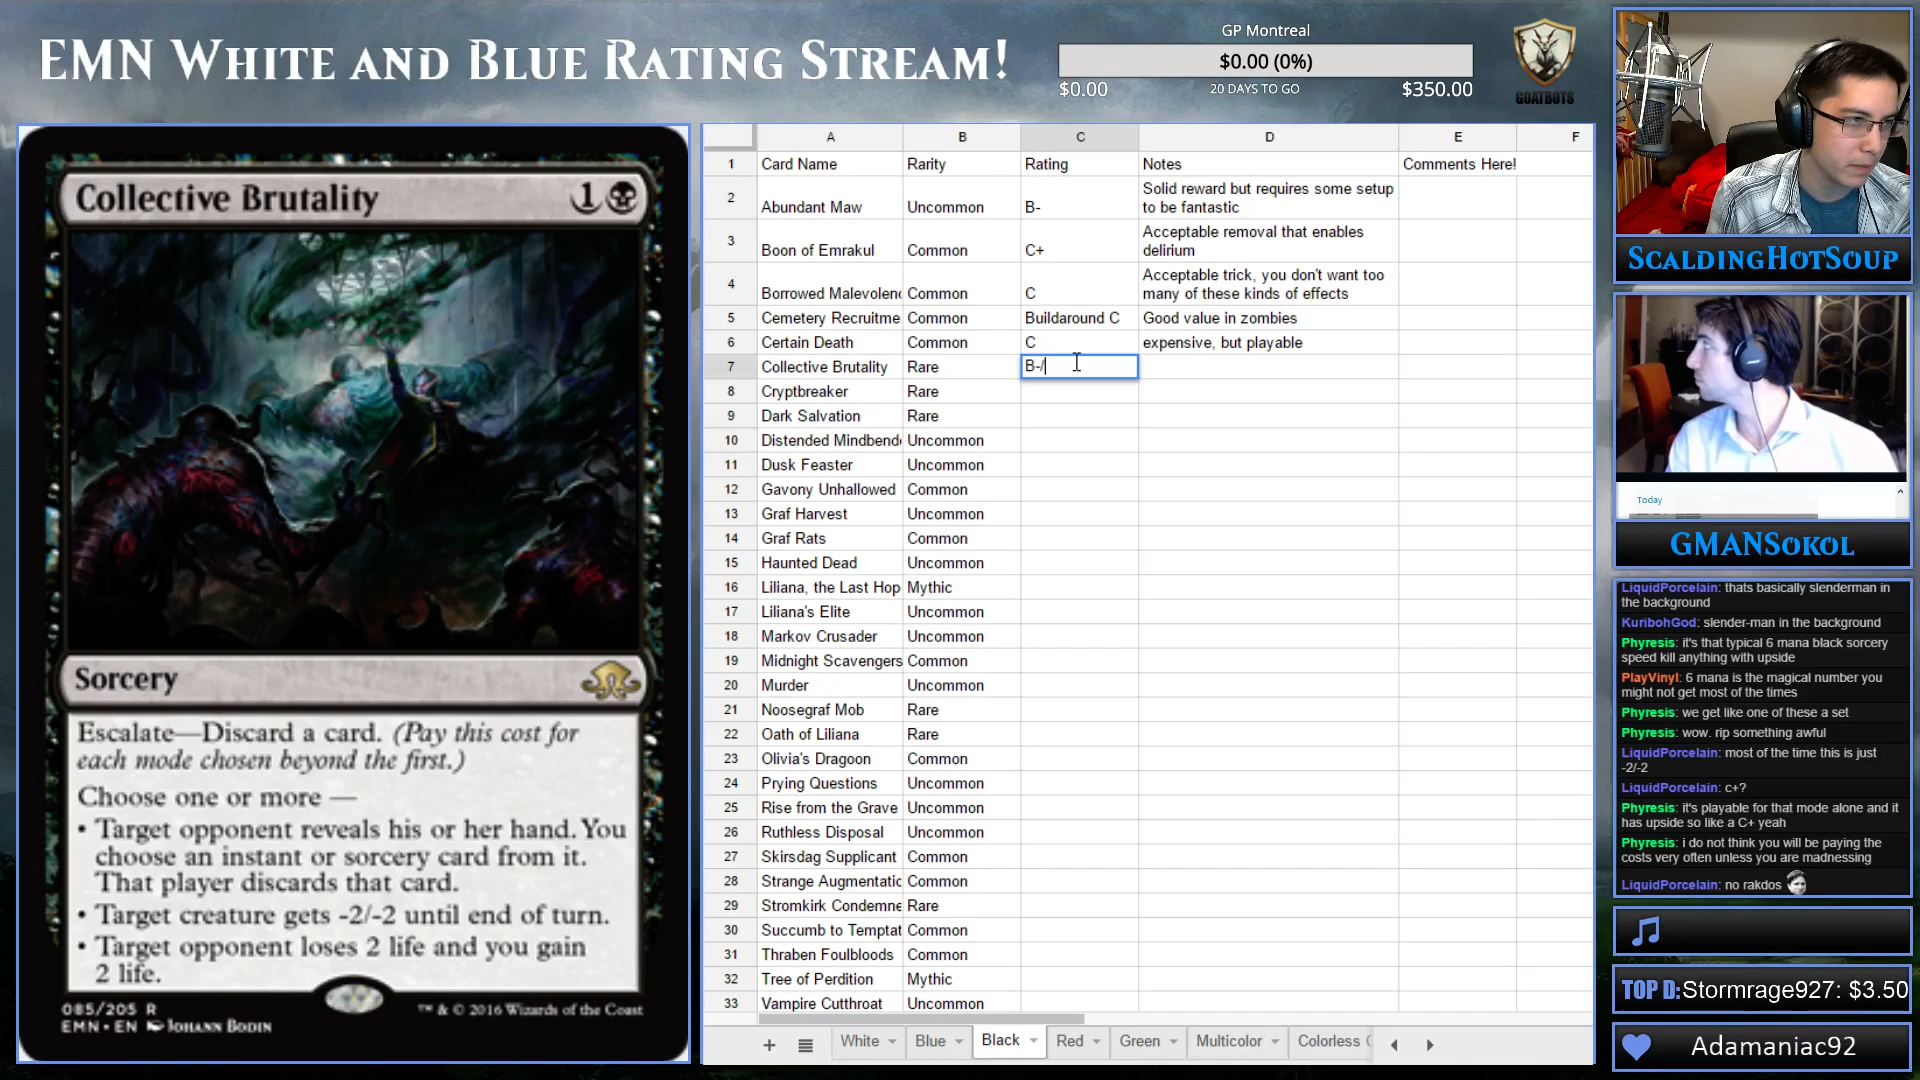 EMN WHITE AND BLUE RATING STREAM!
GP Montreal
$0.00 (0%)
$0.00
20 DAYS TO GO
$350.00
GOATBOTS
Collective Brutality
1
Sorcery
Escalate—Discard a card. (Pay this cost for
each mode chosen beyond the first.)
Choose one or more —
• Target opponent reveals his or her hand. You
choose an instant or sorcery card from it.
That player discards that card.
• Target creature gets -2/-2 until end of turn.
• Target opponent loses 2 life and you gain
2 life.
085/205 R
EMN • EN JOHANN BODIN
™ & © 2016 Wizards of the Coast
A B C D E F
1 Card Name Rarity Rating Notes Comments Here!
2 Abundant Maw Uncommon B- Solid reward but requires some setup
to be fantastic
3 Boon of Emrakul Common C+ Acceptable removal that enables
delirium
4 Borrowed Malevolenc Common C Acceptable trick, you don't want too
many of these kinds of effects
5 Cemetery Recruitme Common Buildaround C Good value in zombies
6 Certain Death Common C expensive, but playable
7 Collective Brutality Rare B-/
8 Cryptbreaker Rare
9 Dark Salvation Rare
10 Distended Mindbend Uncommon
11 Dusk Feaster Uncommon
12 Gavony Unhallowed Common
13 Graf Harvest Uncommon
14 Graf Rats Common
15 Haunted Dead Uncommon
16 Liliana, the Last Hop Mythic
17 Liliana's Elite Uncommon
18 Markov Crusader Uncommon
19 Midnight Scavengers Common
20 Murder Uncommon
21 Noosegraf Mob Rare
22 Oath of Liliana Rare
23 Olivia's Dragoon Common
24 Prying Questions Uncommon
25 Rise from the Grave Uncommon
26 Ruthless Disposal Uncommon
27 Skirsdag Supplicant Common
28 Strange Augmentatic Common
29 Stromkirk Condemne Rare
30 Succumb to Temptat Common
31 Thraben Foulbloods Common
32 Tree of Perdition Mythic
33 Vampire Cutthroat Uncommon
+ White Blue Black Red Green Multicolor Colorless
SCALDINGHOTSOUP
Today
GMANSOKOL
LiquidPorcelain: thats basically slenderman in
the background
KuribohGod: slender-man in the background
Phyresis: it's that typical 6 mana black sorcery
speed kill anything with upside
PlayVinyl: 6 mana is the magical number you
might not get most of the times
Phyresis: we get like one of these a set
Phyresis: wow. rip something awful
LiquidPorcelain: most of the time this is just
-2/-2
LiquidPorcelain: c+?
Phyresis: it's playable for that mode alone and it
has upside so like a C+ yeah
Phyresis: i do not think you will be paying the
costs very often unless you are madnessing
LiquidPorcelain: no rakdos
TOP D:Stormrage927: $3.50
Adamaniac92